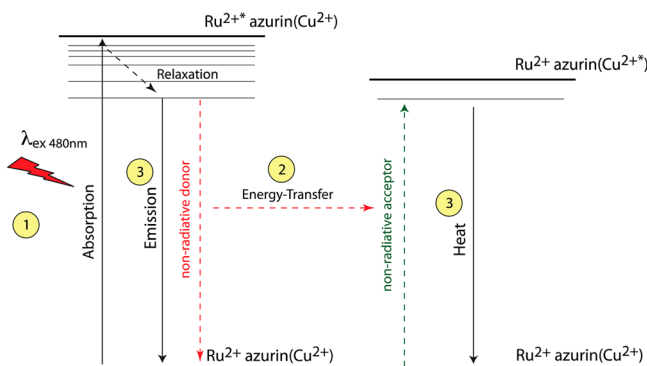 Ru2+* azurin(Cu2+)
Ru2+ azurin(Cu2+*)
Relaxation
λex 480nm
1
Absorption
3
Emission
non-radiative donor
2
Energy-Transfer
non-radiative acceptor
3
Heat
Ru2+ azurin(Cu2+)
Ru2+ azurin(Cu2+)